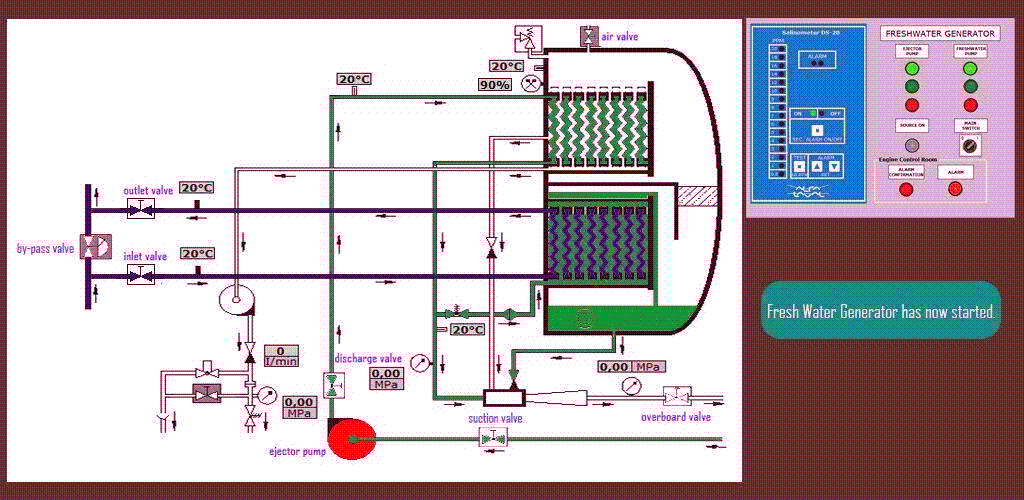 air valve
20°C
90%
20°C
outlet valve
20°C
by-pass valve
inlet valve
20°C
20°C
0
l/min
discharge valve
0,00
MPa
0,00 MPa
0,00
MPa
suction valve
overboard valve
ejector pump
Salinometer DS-20
PPM
ALARM
ON
OFF
SEC. ALARM ON/OFF
TEST
ALARM
SET
FRESHWATER GENERATOR
EJECTOR
PUMP
FRESHWATER
PUMP
SOURCE ON
MAIN
SWITCH
Engine Control Room
ALARM
CONFIRMATION
ALARM
Fresh Water Generator has now started.